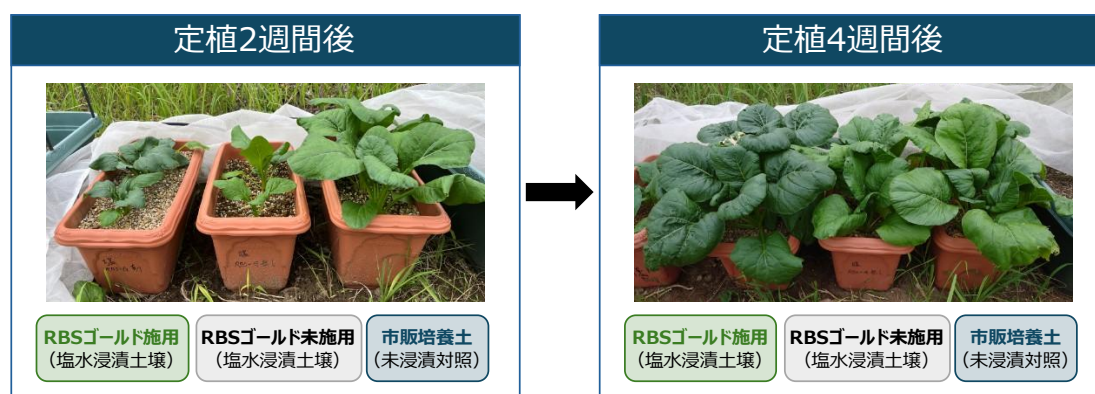 定植2週間後
定植4週間後
RBSゴールド施用
(塩水浸漬土壌)
RBSゴールド未施用
(塩水浸漬土壌)
市販培養土
(未浸漬対照)
RBSゴールド施用
(塩水浸漬土壌)
RBSゴールド未施用
(塩水浸漬土壌)
市販培養土
(未浸漬対照)